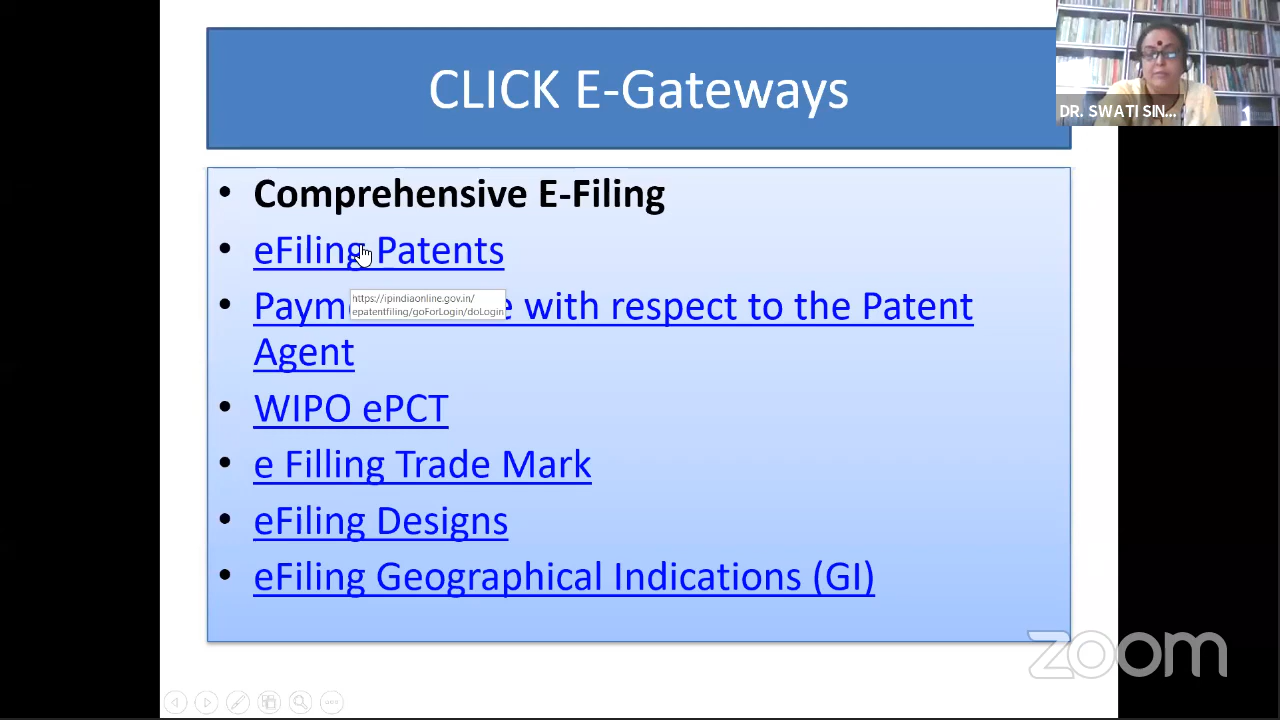 CLICK E-Gateways
DR. SWATI SIN...
• Comprehensive E-Filing
• eFiling Patents
https://ipindiaonline.gov.in/
epatentfiling/goForLogin/doLogin
• with respect to the Patent
Agent
• WIPO ePCT
• e Filling Trade Mark
• eFiling Designs
• eFiling Geographical Indications (GI)
zoom